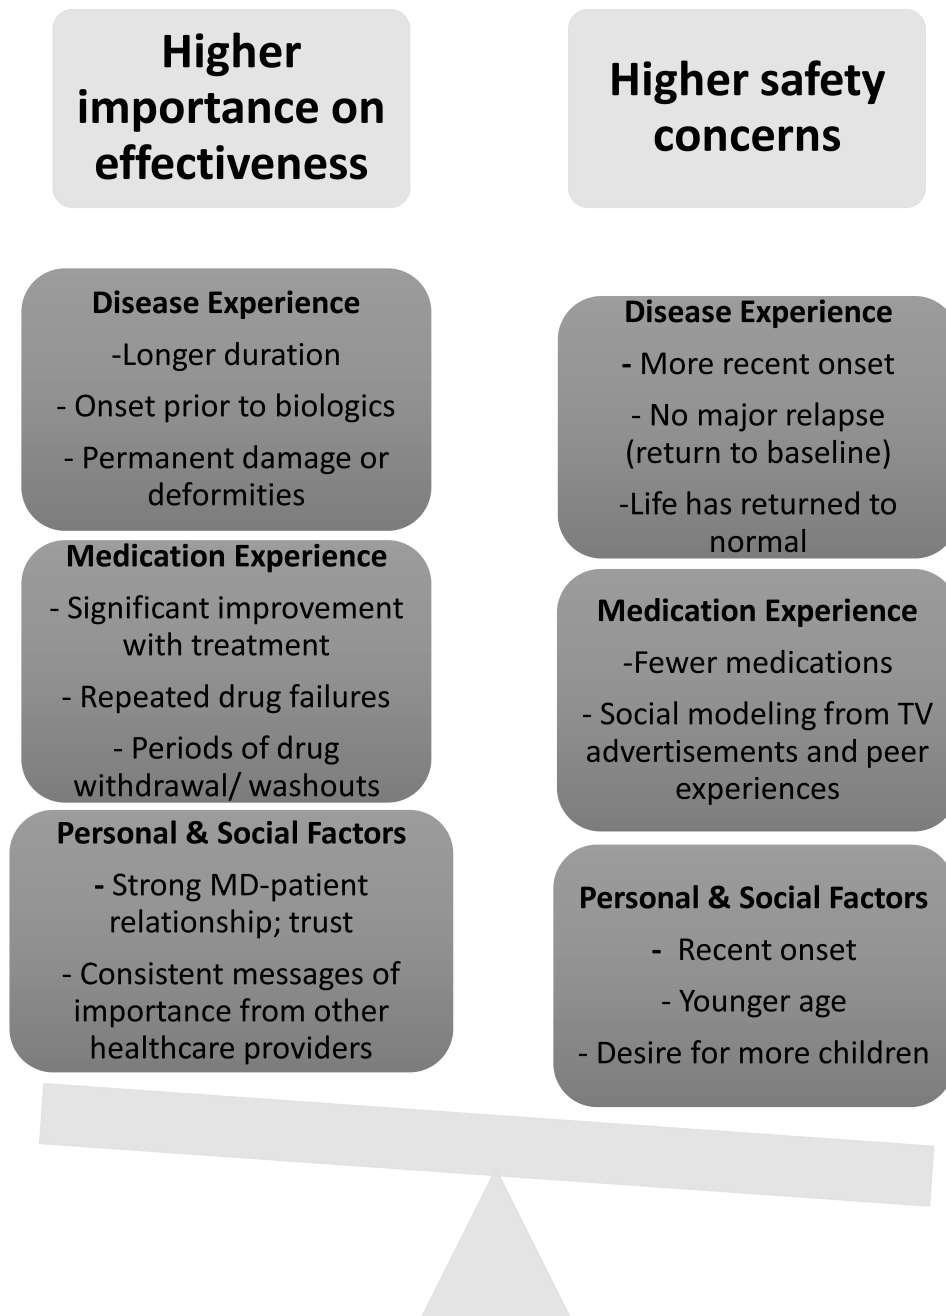 Higher
importance on
effectiveness
Disease Experience
-Longer duration
- Onset prior to biologics
- Permanent damage or
deformities
Medication Experience
- Significant improvement
with treatment
- Repeated drug failures
- Periods of drug
withdrawal/ washouts
Personal & Social Factors
- Strong MD-patient
relationship; trust
- Consistent messages of
importance from other
healthcare providers
Higher safety
concerns
Disease Experience
- More recent onset
- No major relapse
(return to baseline)
-Life has returned to
normal
Medication Experience
-Fewer medications
- Social modeling from TV
advertisements and peer
experiences
Personal & Social Factors
- Recent onset
- Younger age
- Desire for more children